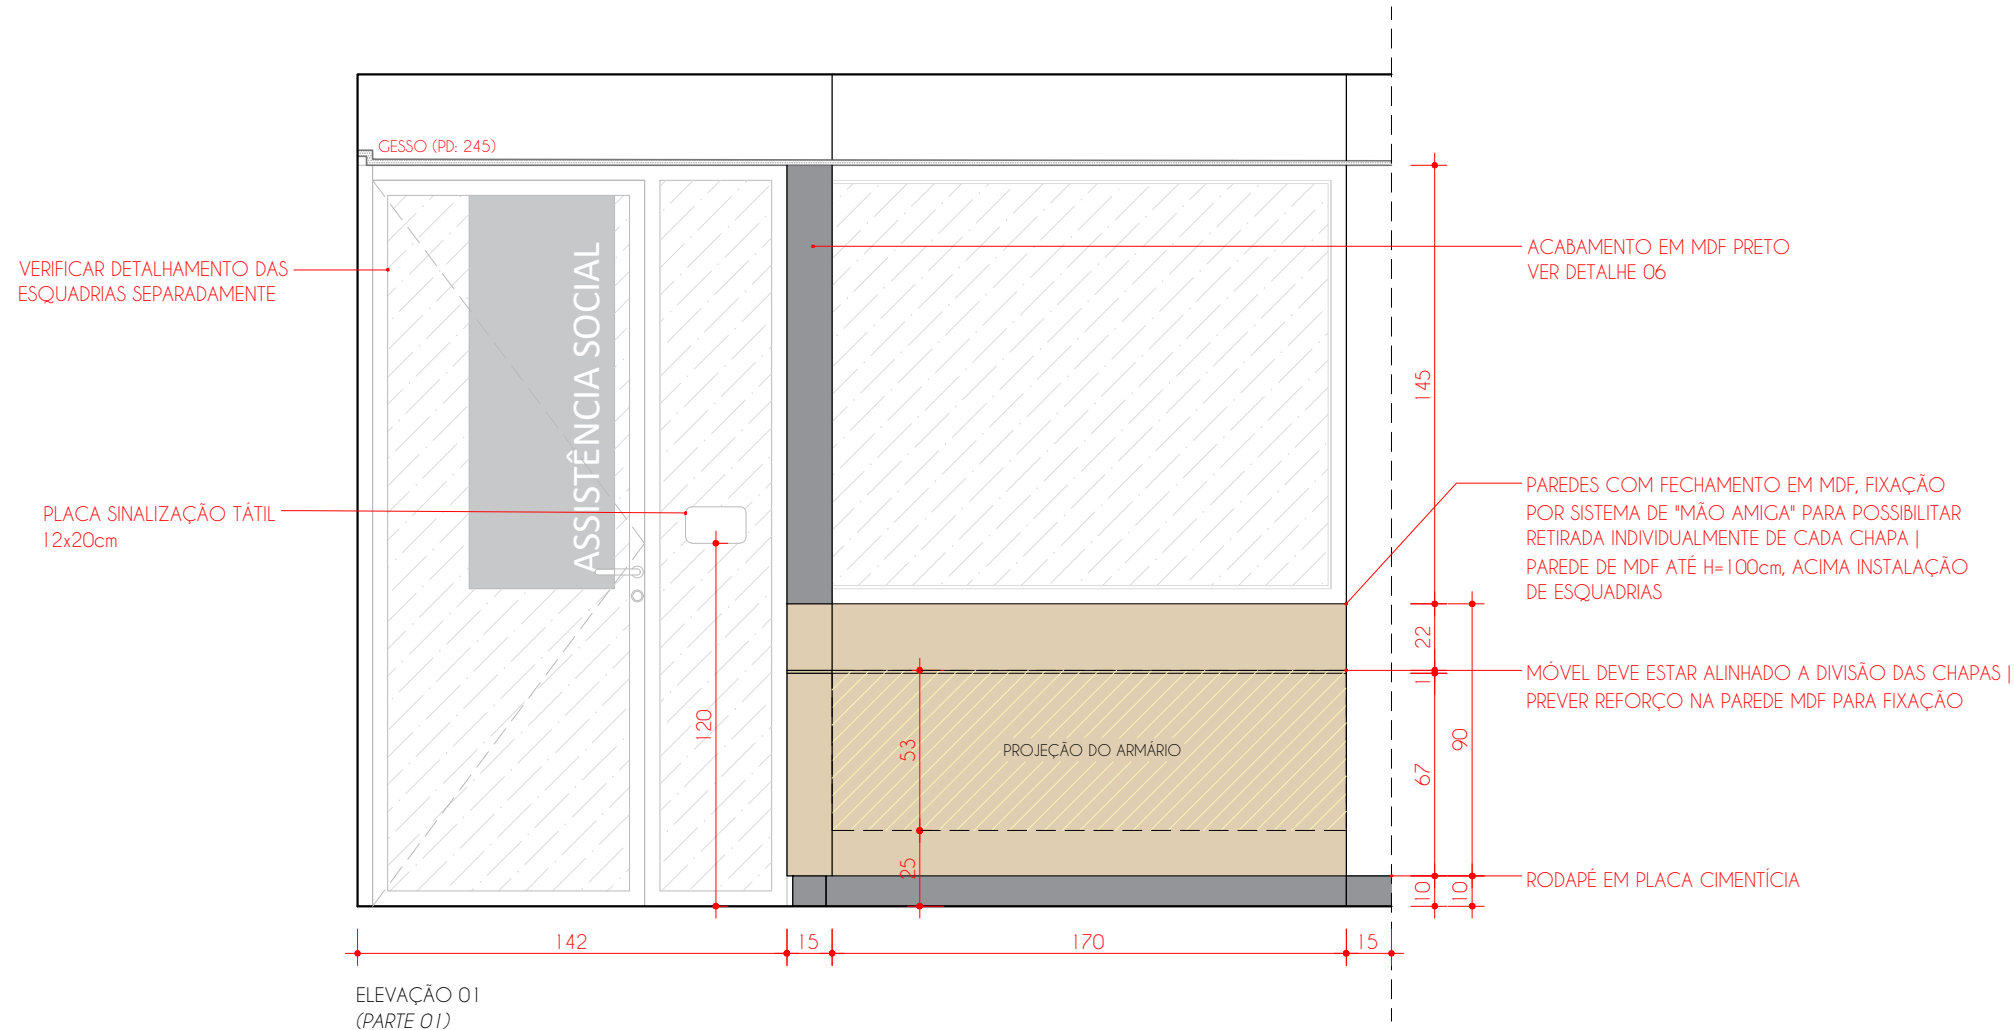 GESSO (PD: 245)
VERIFICAR DETALHAMENTO DAS
ESQUADRIAS SEPARADAMENTE
ASSISTÊNCIA SOCIAL
ACABAMENTO EM MDF PRETO
VER DETALHE 06
145
PLACA SINALIZAÇÃO TÁTIL
12x20cm
PAREDES COM FECHAMENTO EM MDF, FIXAÇÃO
POR SISTEMA DE "MÃO AMIGA" PARA POSSIBILITAR
RETIRADA INDIVIDUALMENTE DE CADA CHAPA |
PAREDE DE MDF ATÉ H=100cm, ACIMA INSTALAÇÃO
DE ESQUADRIAS
22
1
MÓVEL DEVE ESTAR ALINHADO A DIVISÃO DAS CHAPAS |
PREVER REFORÇO NA PAREDE MDF PARA FIXAÇÃO
120
53
PROJEÇÃO DO ARMÁRIO
90
67
25
10
10
RODAPÉ EM PLACA CIMENTÍCIA
142
15
170
15
ELEVAÇÃO 01
(PARTE 01)